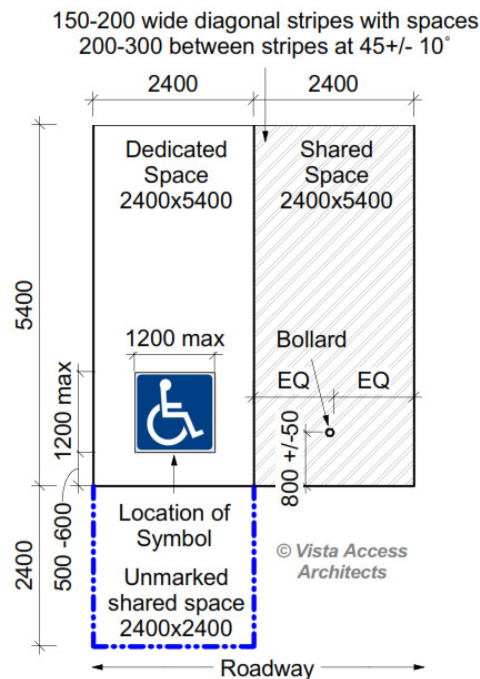 150-200 wide diagonal stripes with spaces
200-300 between stripes at 45+/- 10°
2400
2400
Dedicated
Space
2400x5400
Shared
Space
2400x5400
5400
1200 max
Bollard
EQ
EQ
1200 max
800 +/-50
500 -600
Location of
Symbol
2400
Unmarked
shared space
2400x2400
© Vista Access
Architects
Roadway